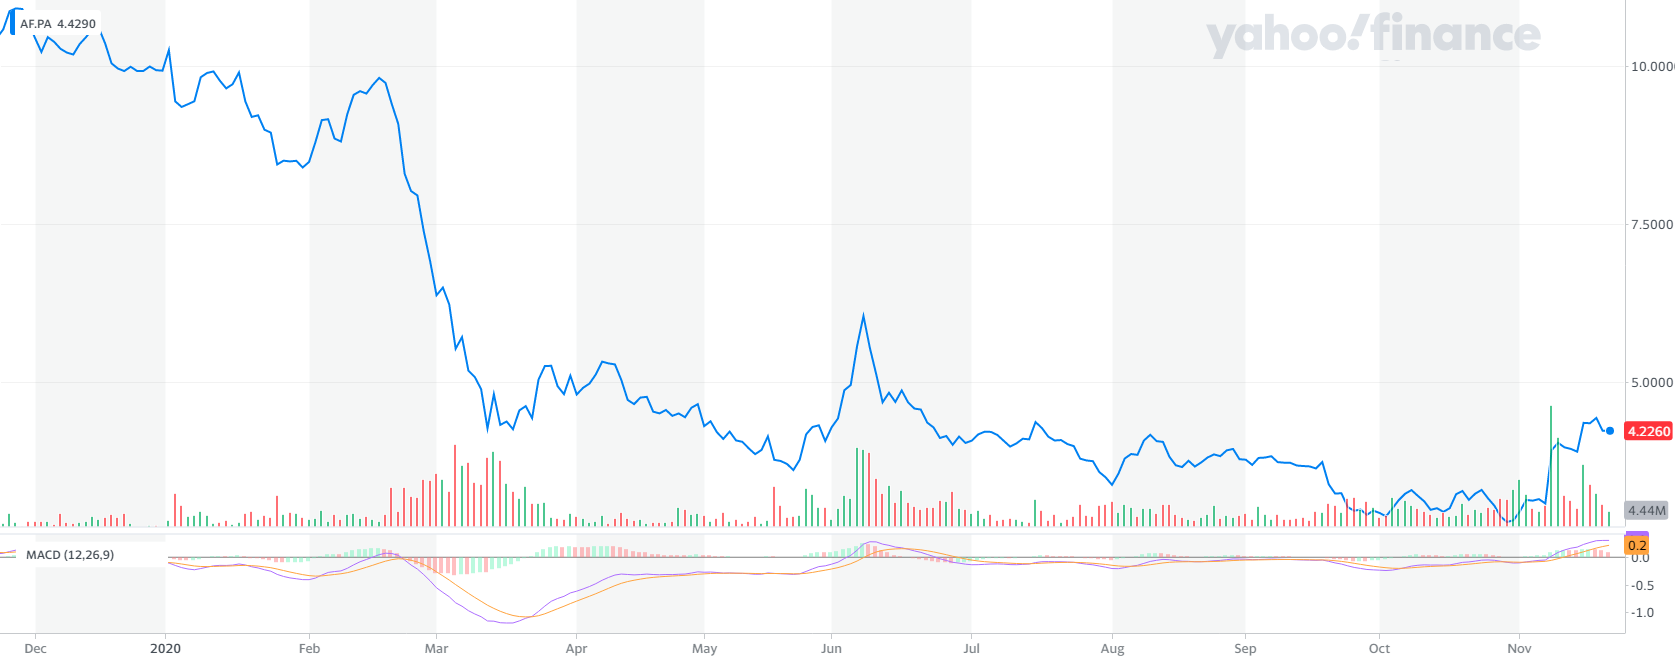 AF.PA 4.4290
yahoo!finance
10.0000
7.5000
5.0000
4.2260
4.44M
MACD (12,26,9)
0.2
0.0
-0.5
-1.0
Dec 2020 Feb Mar Apr May Jun Jul Aug Sep Oct Nov